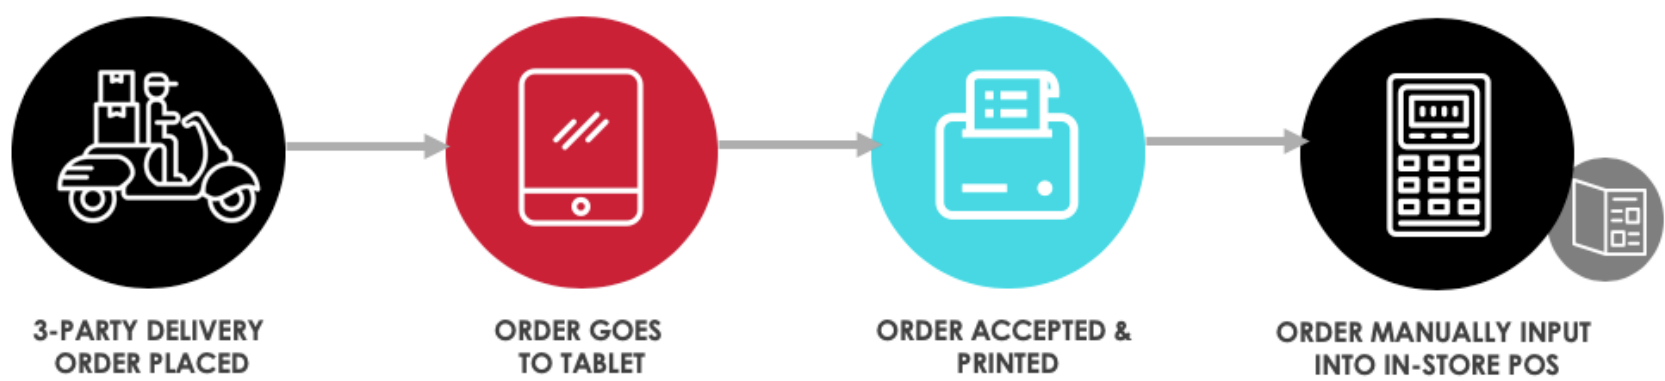 3-PARTY DELIVERY
ORDER PLACED
ORDER GOES
TO TABLET
ORDER ACCEPTED &
PRINTED
ORDER MANUALLY INPUT
INTO IN-STORE POS